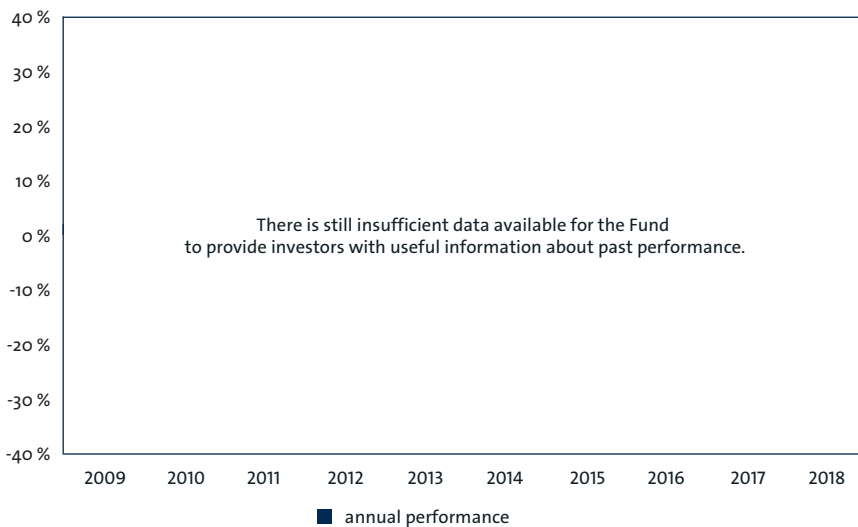 40 %
30 %
20 %
10 %
0 %
-10 %
-20 %
-30 %
-40 %
There is still insufficient data available for the Fund
to provide investors with useful information about past performance.
2009 2010 2011 2012 2013 2014 2015 2016 2017 2018
annual performance